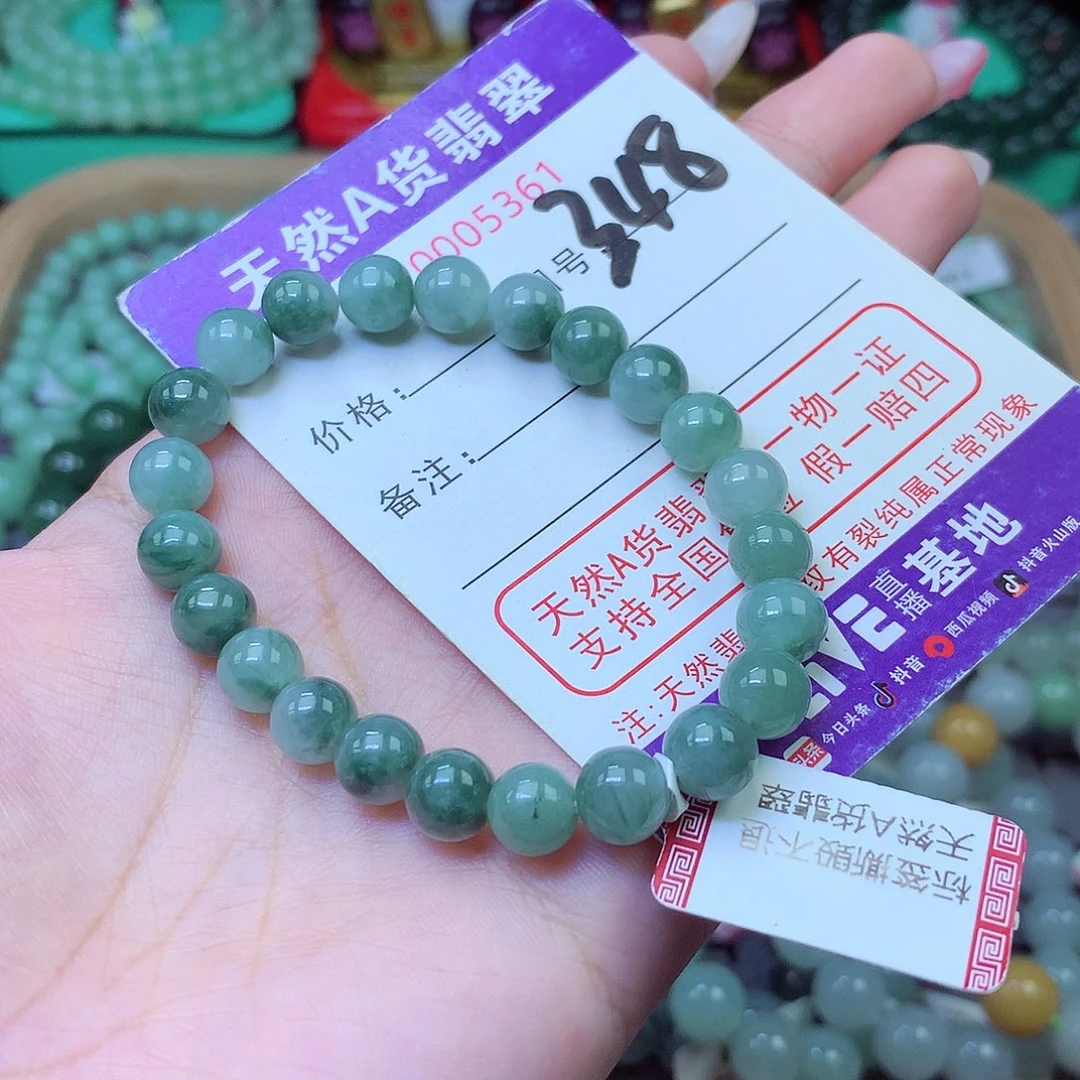 天然A货翡翠
0005361
号:
价格:
备注:
天然A货翡 一物一证
支持全国 假一赔四
注:天然翡 纹有裂纯属正常现象
直播基地
今日头条 抖音 西瓜视频 抖音火山版
天然A货翡翠
标签撕毁不退